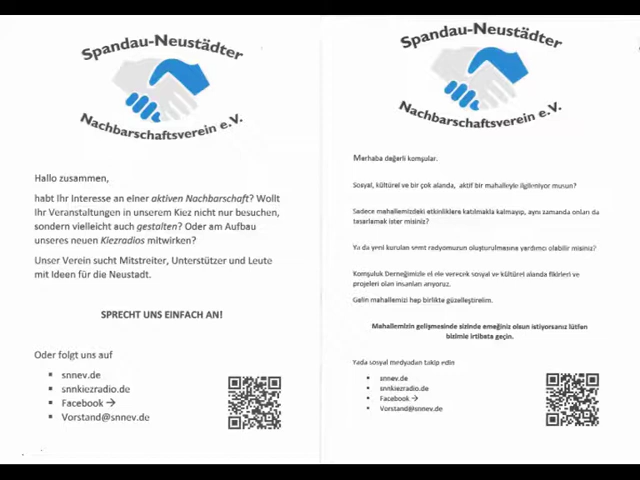 Spandau-Neustädter
Nachbarschaftsverein e.V.
Hallo zusammen,
habt Ihr Interesse an einer aktiven Nachbarschaft? Wollt
Ihr Veranstaltungen in unserem Kiez nicht nur besuchen,
sondern vielleicht auch gestalten? Oder am Aufbau
unseres neuen Kiezradios mitwirken?
Unser Verein sucht Mitstreiter, Unterstützer und Leute
mit Ideen für die Neustadt.
SPRECHT UNS EINFACH AN!
Oder folgt uns auf
▪ snnev.de
▪ snnkiezradio.de
▪ Facebook →
▪ Vorstand@snnev.de
Spandau-Neustädter
Nachbarschaftsverein e.V.
Merhaba değerli komşular.
Sosyal, kültürel ve bir çok alanda, aktif bir mahalleyle ilgileniyor musun?
Sadece mahallemizdeki etkinliklere katılmakla kalmayıp, aynı zamanda onları da
tasarlamak ister misiniz?
Ya da yeni kurulan semt radyomuzun oluşturulmasına yardımcı olabilir misiniz?
Komşuluk Derneğimizle el ele vererek sosyal ve kültürel alanda fikirleri ve
projeleri olan insanları arıyoruz.
Gelin mahallemizi hep birlikte güzelleştirelim.
Mahallemizin gelişmesinde sizinde emeğiniz olsun istiyorsanız lütfen
bizimle irtibata geçin.
Yada sosyal medyadan takip edin
• snnev.de
• snnkiezradio.de
• Facebook →
• Vorstand@snnev.de